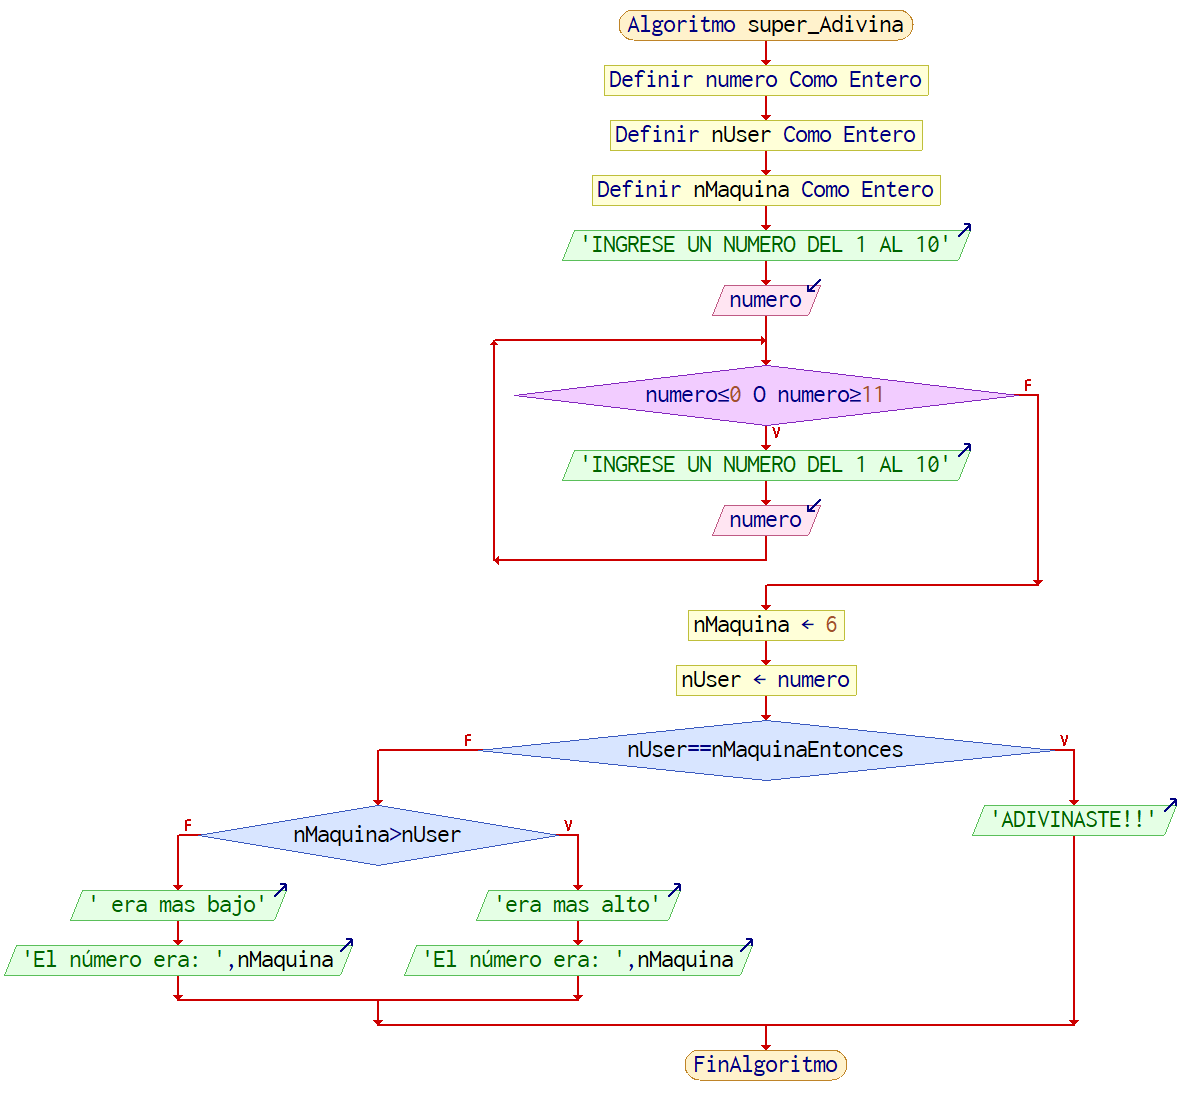 Algoritmo super_Adivina
Definir numero Como Entero
Definir nUser Como Entero
Definir nMaquina Como Entero
'INGRESE UN NUMERO DEL 1 AL 10'
numero
numero≤0 O numero≥11
F
V
'INGRESE UN NUMERO DEL 1 AL 10'
numero
nMaquina ← 6
nUser ← numero
F
nUser==nMaquinaEntonces
V
F
nMaquina>nUser
V
'ADIVINASTE!!'
' era mas bajo'
'era mas alto'
'El número era: ',nMaquina
'El número era: ',nMaquina
FinAlgoritmo